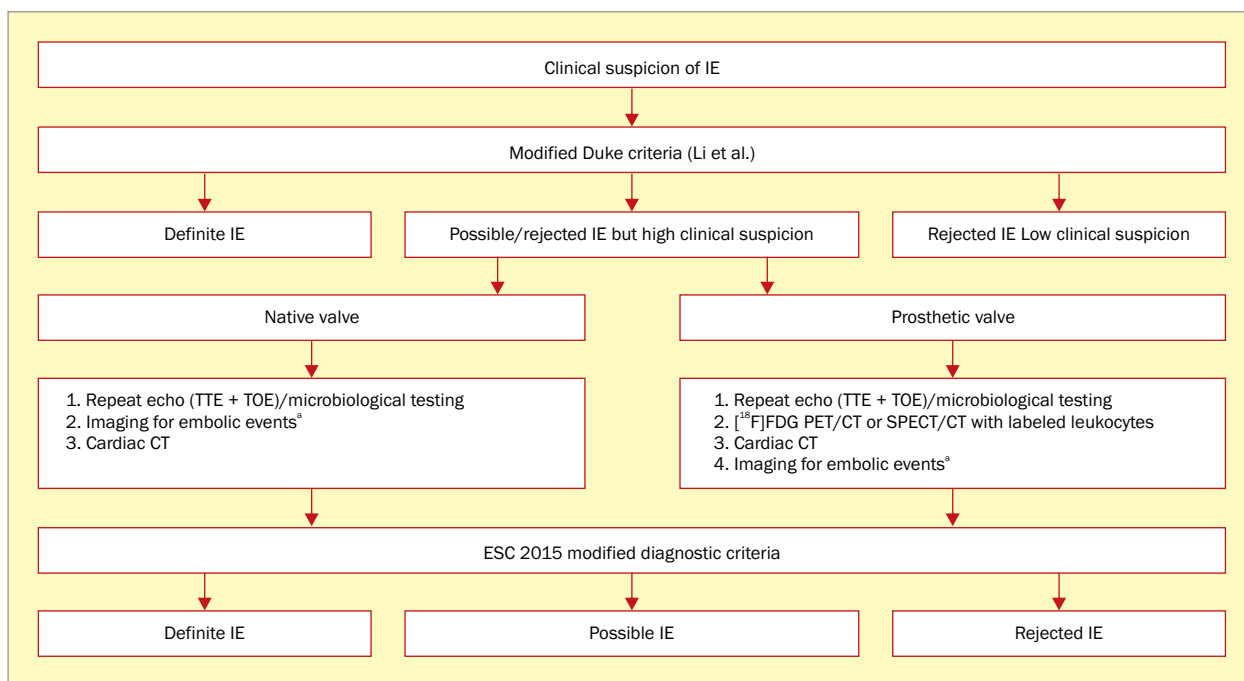 Clinical suspicion of IE
Modified Duke criteria (Li et al.)
Definite IE
Possible/rejected IE but high clinical suspicion
Rejected IE Low clinical suspicion
Native valve
Prosthetic valve
1. Repeat echo (TTE + TOE)/microbiological testing
2. Imaging for embolic eventsᵃ
3. Cardiac CT
1. Repeat echo (TTE + TOE)/microbiological testing
2. [¹⁸F]FDG PET/CT or SPECT/CT with labeled leukocytes
3. Cardiac CT
4. Imaging for embolic eventsᵃ
ESC 2015 modified diagnostic criteria
Definite IE
Possible IE
Rejected IE